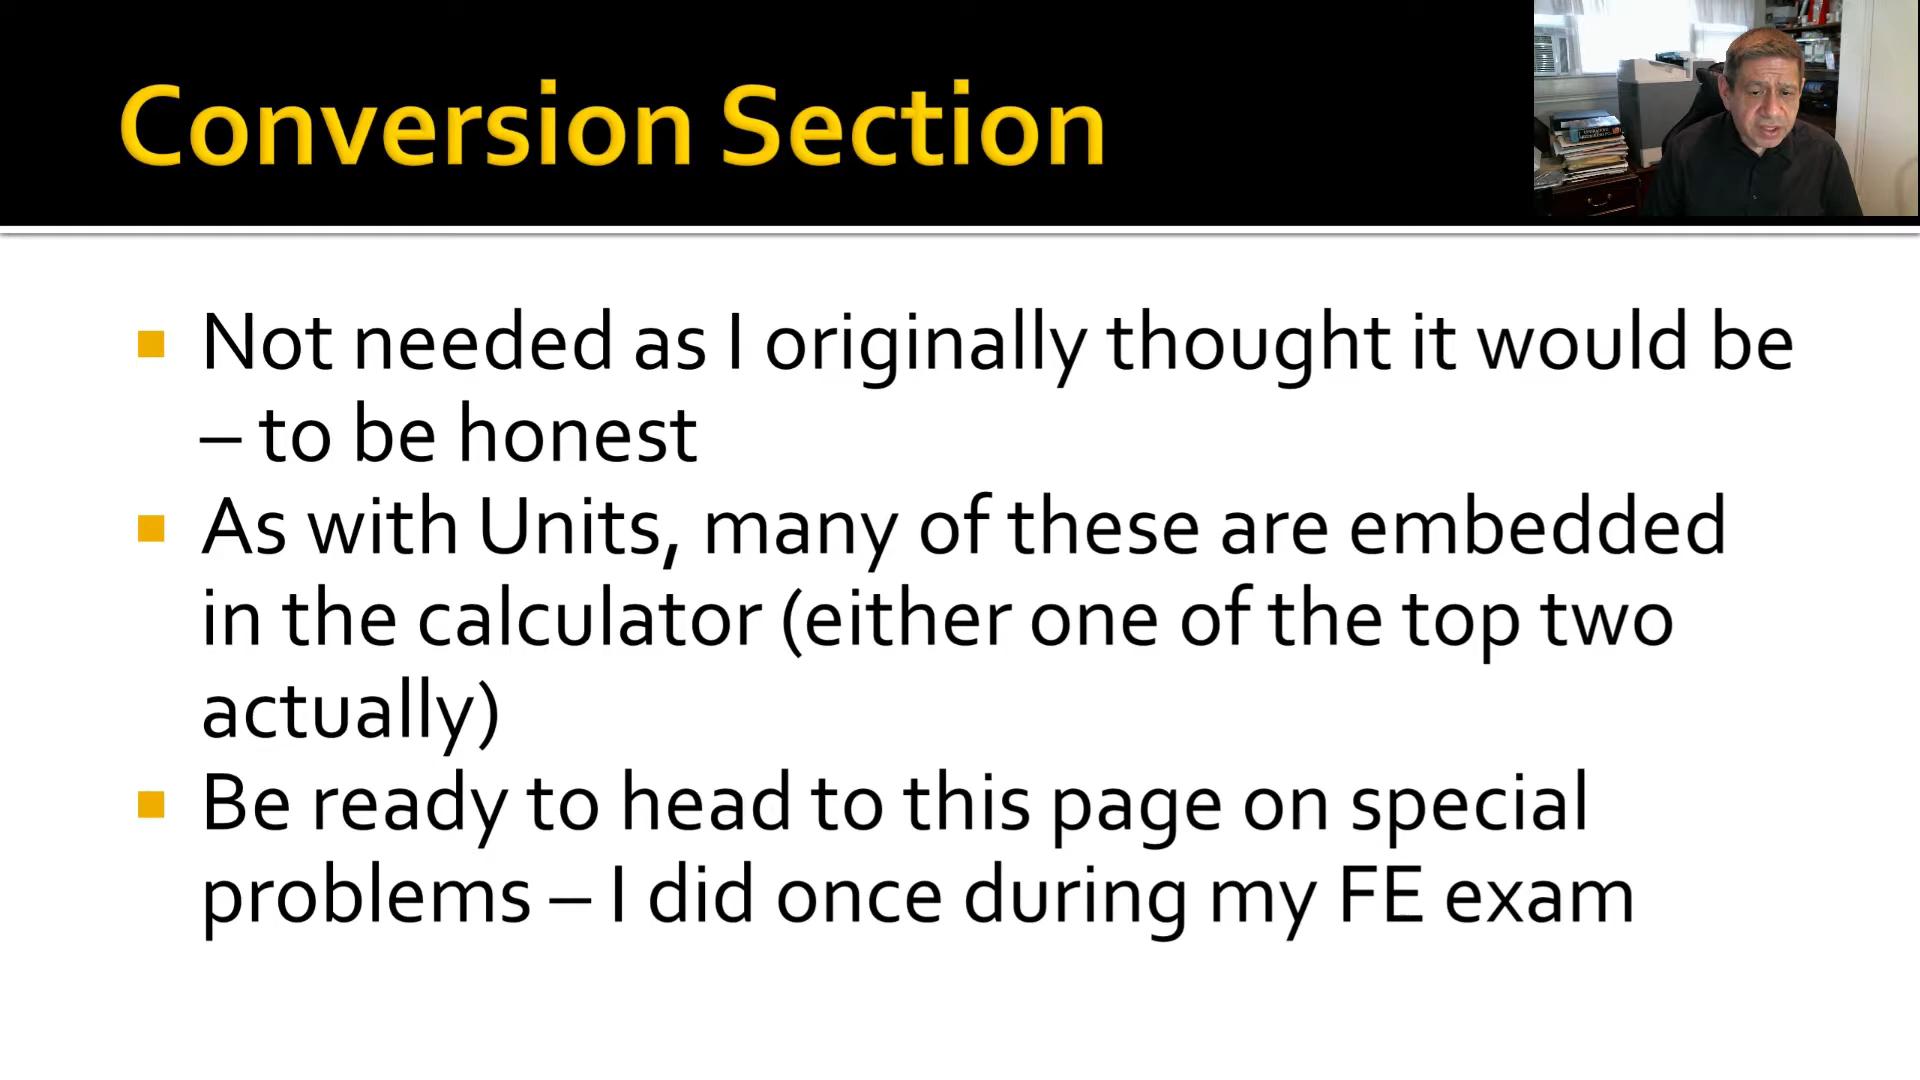 Conversion Section
Not needed as I originally thought it would be
– to be honest
As with Units, many of these are embedded
in the calculator (either one of the top two
actually)
Be ready to head to this page on special
problems – I did once during my FE exam